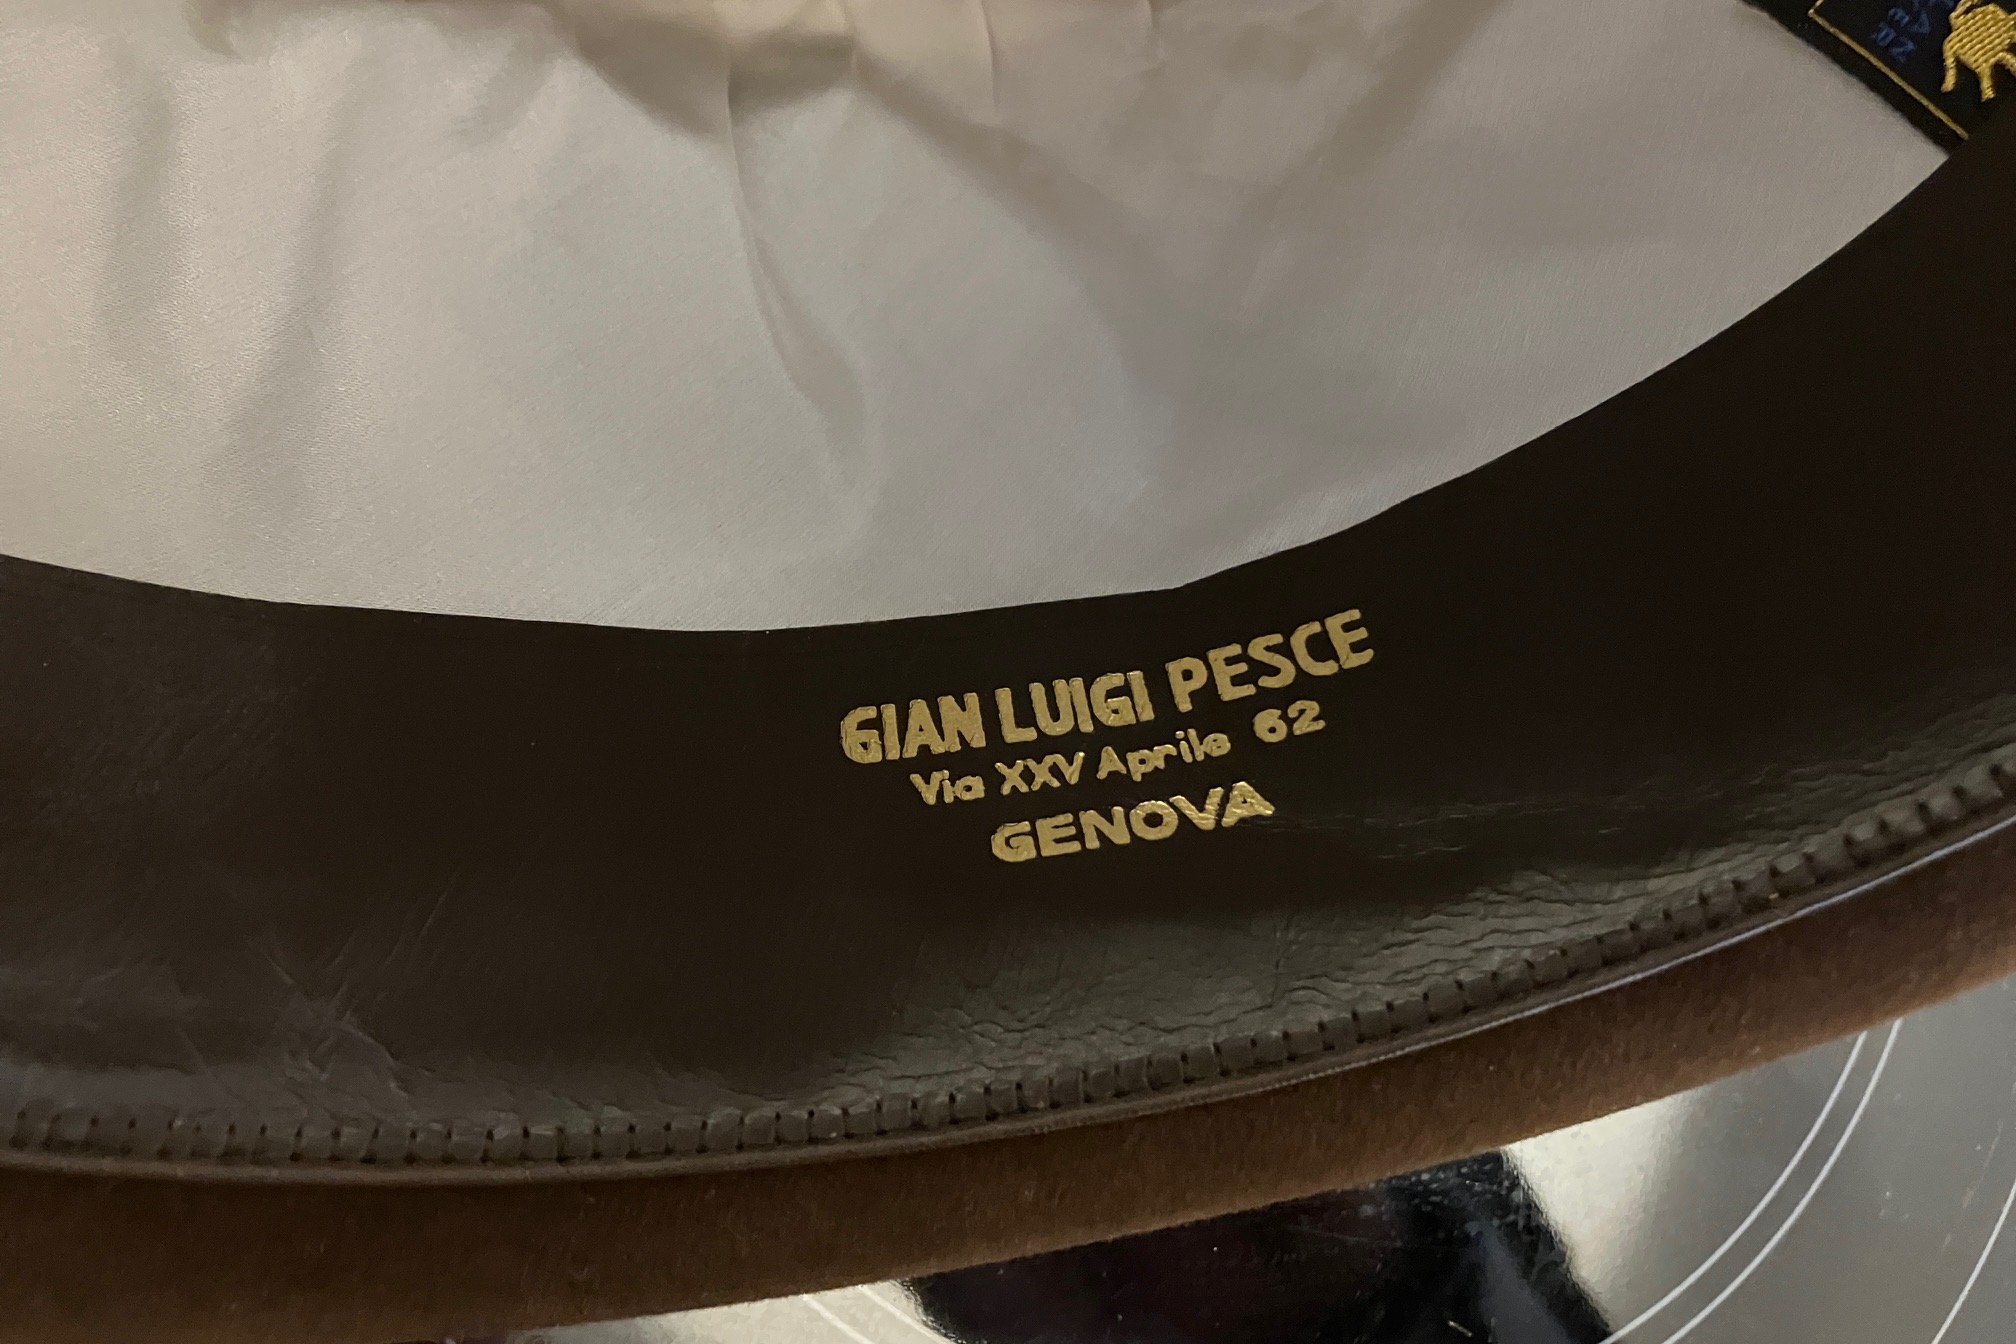 GIAN LUIGI PESCE
Via XXV Aprile 62
GENOVA